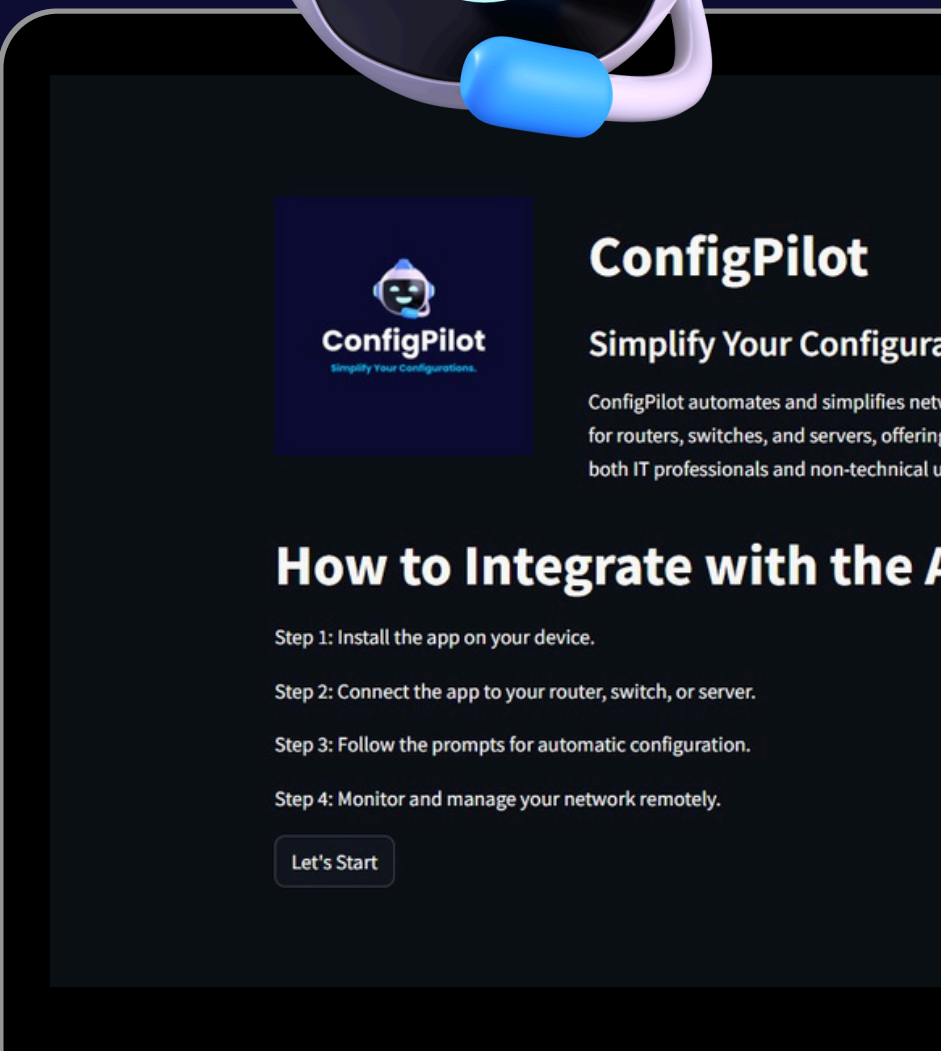 ConfigPilot
Simplify Your Configurations.
ConfigPilot
Simplify Your Configura
ConfigPilot automates and simplifies netw
for routers, switches, and servers, offering
both IT professionals and non-technical u
How to Integrate with the A
Step 1: Install the app on your device.
Step 2: Connect the app to your router, switch, or server.
Step 3: Follow the prompts for automatic configuration.
Step 4: Monitor and manage your network remotely.
Let's Start